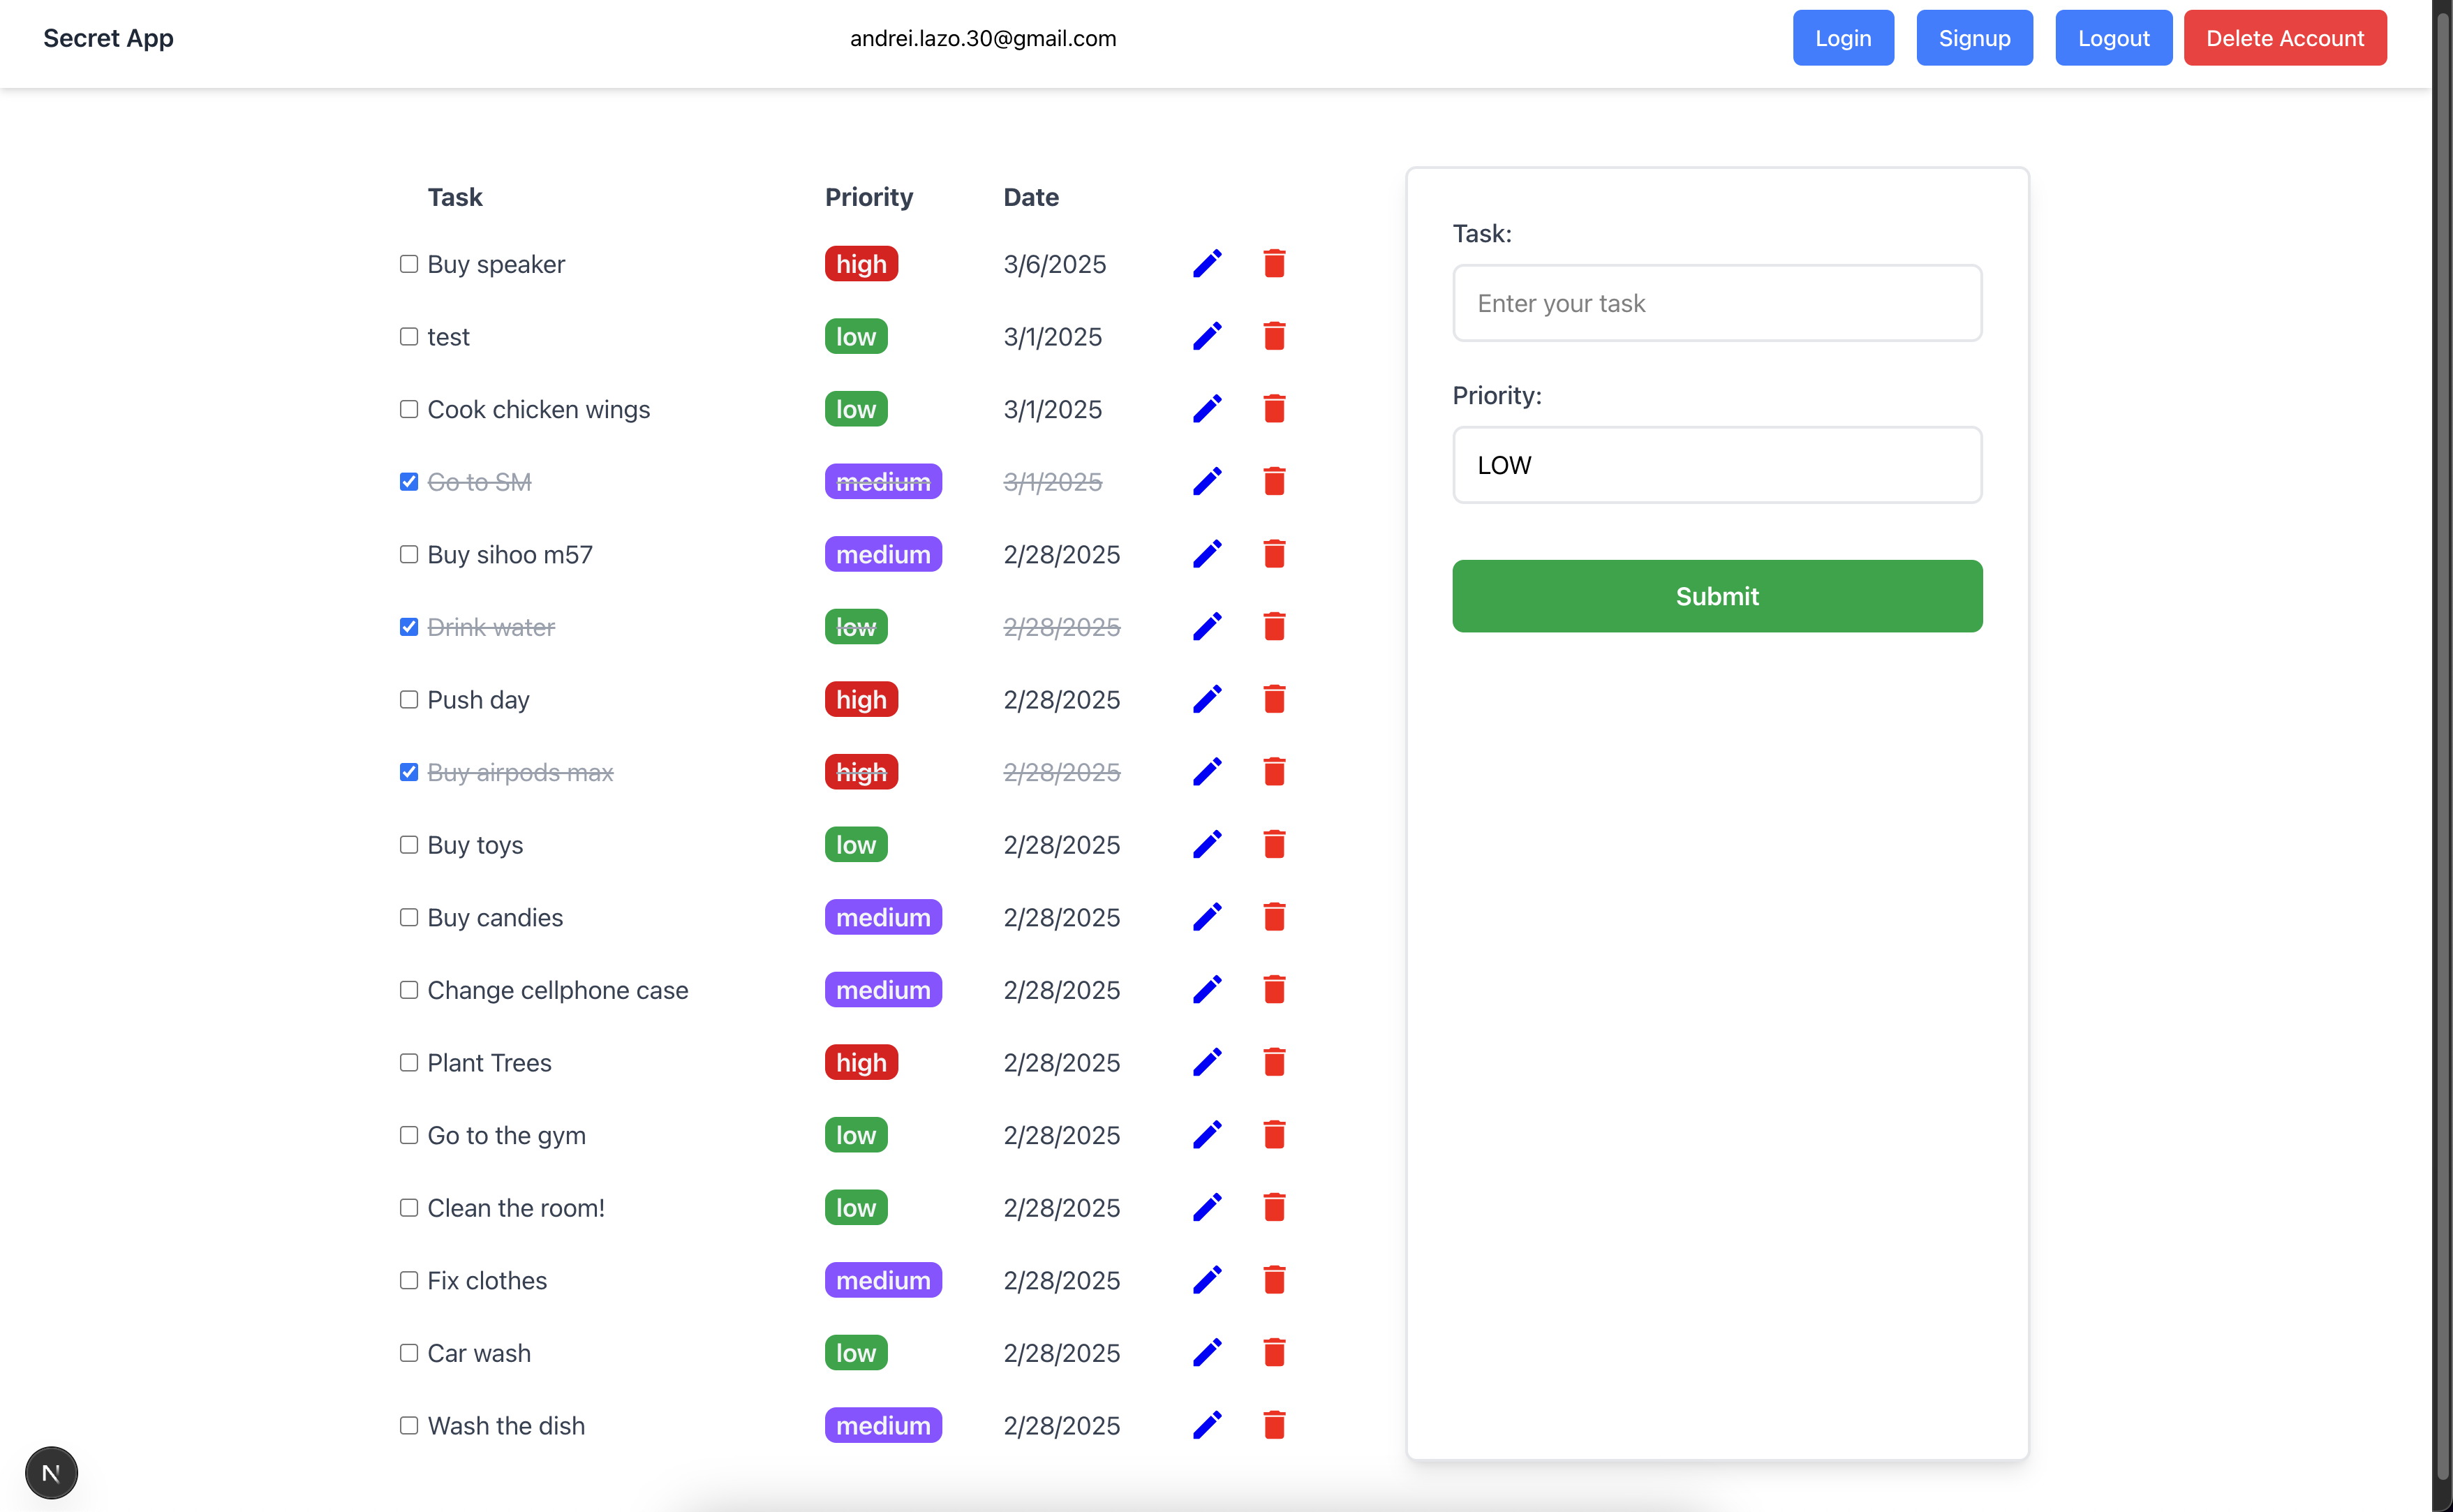 Secret App andrei.lazo.30@gmail.com Login Signup Logout Delete Account
Task Priority Date
Buy speaker high 3/6/2025
test low 3/1/2025
Cook chicken wings low 3/1/2025
Go to SM medium 3/1/2025
Buy sihoo m57 medium 2/28/2025
Drink water low 2/28/2025
Push day high 2/28/2025
Buy airpods max high 2/28/2025
Buy toys low 2/28/2025
Buy candies medium 2/28/2025
Change cellphone case medium 2/28/2025
Plant Trees high 2/28/2025
Go to the gym low 2/28/2025
Clean the room! low 2/28/2025
Fix clothes medium 2/28/2025
Car wash low 2/28/2025
Wash the dish medium 2/28/2025
Task:
Enter your task
Priority:
LOW
Submit
N